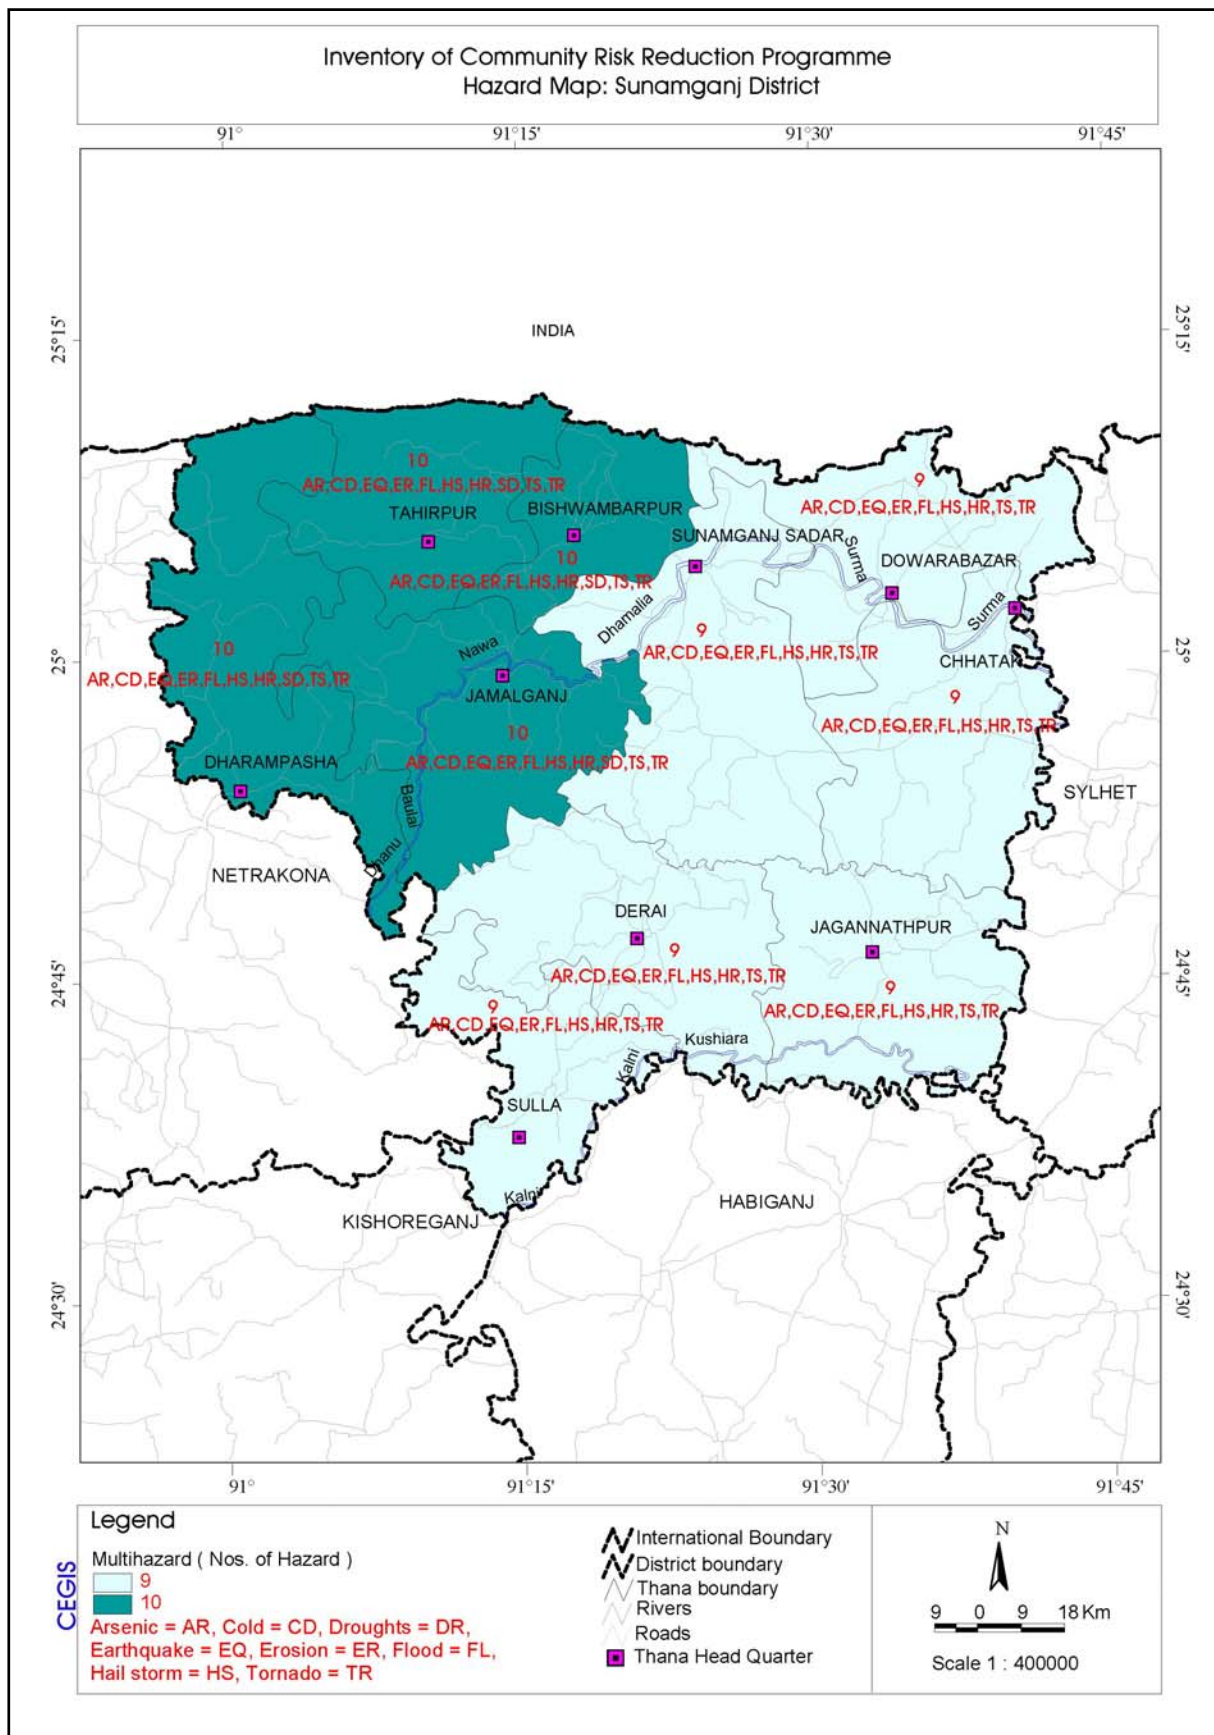 Inventory of Community Risk Reduction Programme
Hazard Map: Sunamganj District
91° 91°15' 91°30' 91°45'
25°15' 25°15'
INDIA
10
AR,CD,EQ,ER,FL,HS,HR,SD,TS,TR
TAHIRPUR
BISHWAMBARPUR
10
AR,CD,EQ,ER,FL,HS,HR,SD,TS,TR
9
AR,CD,EQ,ER,FL,HS,HR,TS,TR
SUNAMGANJ SADAR
Surma
DOWARABAZAR
Surma
Dhamalia
9
AR,CD,EQ,ER,FL,HS,HR,TS,TR
CHHATAK
9
AR,CD,EQ,ER,FL,HS,HR,TS,TR
25° 25°
10
AR,CD,EQ,ER,FL,HS,HR,SD,TS,TR
Nawa
JAMALGANJ
10
AR,CD,EQ,ER,FL,HS,HR,SD,TS,TR
DHARAMPASHA
Baulai
Dhanu
SYLHET
NETRAKONA
DERAI
9
AR,CD,EQ,ER,FL,HS,HR,TS,TR
JAGANNATHPUR
9
AR,CD,EQ,ER,FL,HS,HR,TS,TR
24°45' 24°45'
9
AR,CD,EQ,ER,FL,HS,HR,TS,TR
Kushiara
Kalni
SULLA
Kalni
KISHOREGANJ
HABIGANJ
24°30' 24°30'
91° 91°15' 91°30' 91°45'
CEGIS
Legend
Multihazard ( Nos. of Hazard )
9
10
Arsenic = AR, Cold = CD, Droughts = DR,
Earthquake = EQ, Erosion = ER, Flood = FL,
Hail storm = HS, Tornado = TR
International Boundary
District boundary
Thana boundary
Rivers
Roads
Thana Head Quarter
N
9 0 9 18 Km
Scale 1 : 400000